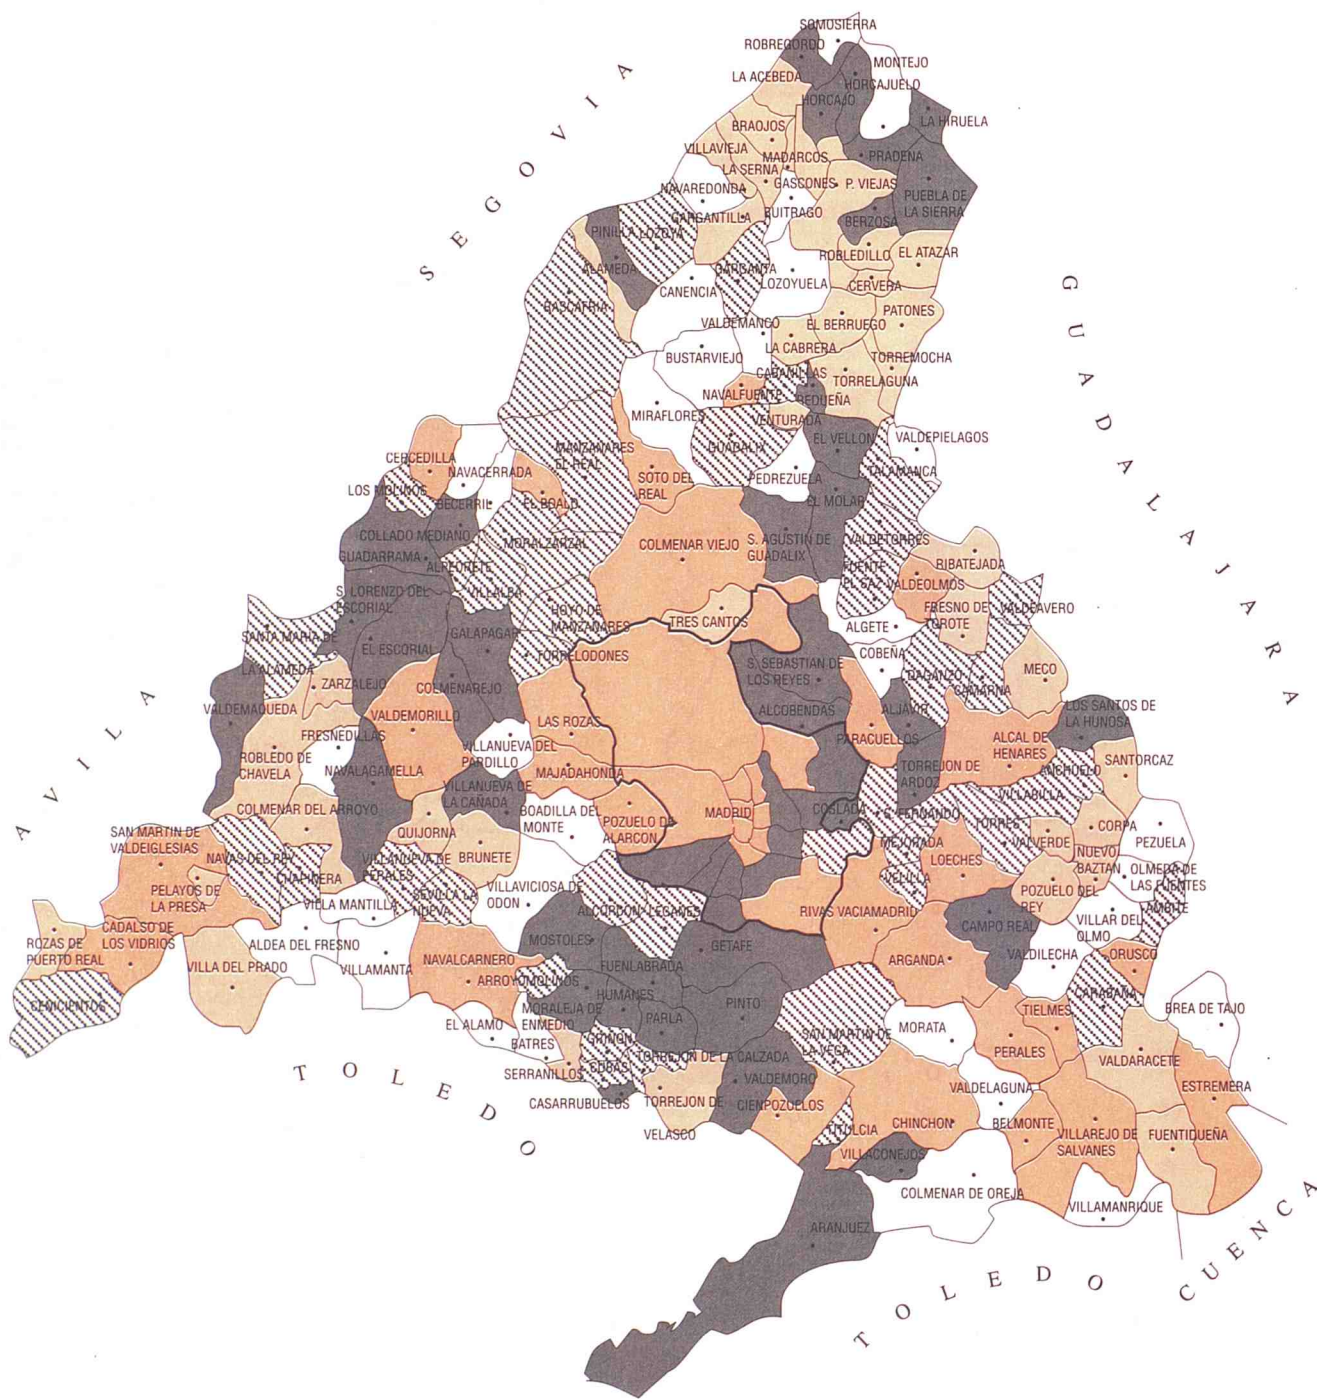 SOMOSIERRA
ROBREGORDO
MONTEJO
LA ACEBEDA
HORCAJUELO
HORCAJO
LA HIRUELA
BRAOJOS
VILLAVIEJA
MADARCOS
PRADENA
LA SERNA
NAVAREDONDA
GASCONES
P. VIEJAS
PUEBLA DE
LA SIERRA
BUITRAGO
GARGANTILLA
BERZOSA
PINILLA
LOZOYA
ROBLEDILLO
EL ATAZAR
ALAMEDA
GARGANTA
LOZOYUELA
CERVERA
CANENCIA
RASCAFRIA
PATONES
VALDEMANCO
EL BERRUEGO
LA CABRERA
BUSTARVIEJO
TORREMOCHA
CABANILLAS
TORRELAGUNA
NAVALFUENTE
REDUEÑA
MIRAFLORES
VENTURADA
EL VELLON
VALDEPIELAGOS
GUADALIX
MANZANARES
EL REAL
CERCEDILLA
NAVACERRADA
SOTO DEL
REAL
PEDREZUELA
TALAMANCA
LOS MOLINOS
BECERRIL
EL BOALO
EL MOLAR
COLLADO MEDIANO
MORALZARZAL
COLMENAR VIEJO
S. AGUSTIN DE
GUADALIX
VALDETORRES
GUADARRAMA
ALPEDRETE
FUENTE
EL SAZ
RIBATEJADA
VALDEOLMOS
S. LORENZO DEL
ESCORIAL
VILLALBA
HOYO DE
MANZANARES
TRES CANTOS
ALGETE
FRESNO DE
TOROTE
VALDEAVERO
SANTA MARIA DE
LA ALAMEDA
EL ESCORIAL
GALAPAGAR
TORRELODONES
COBEÑA
S. SEBASTIAN DE
LOS REYES
DAGANZO
CAMARNA
MECO
ZARZALEJO
COLMENAREJO
VALDEMAQUEDA
VALDEMORILLO
LAS ROZAS
ALCOBENDAS
AJALVIR
PARACUELLOS
LOS SANTOS DE
LA HUNOSA
FRESNEDILLAS
ROBLEDO DE
CHAVELA
VILLANUEVA DEL
PARDILLO
ALCAL DE
HENARES
NAVALAGAMELLA
MAJADAHONDA
TORREJON DE
ARDOZ
ANCHUELO
SANTORCAZ
VILLANUEVA DE
LA CAÑADA
VILLALBILLA
COLMENAR DEL ARROYO
BOADILLA DEL
MONTE
POZUELO DE
ALARCON
MADRID
COSLADA
S. FERNANDO
TORRES
CORPA
PEZUELA
SAN MARTIN DE
VALDEIGLESIAS
QUIJORNA
MEJORADA
VALVERDE
NAVAS DEL REY
BRUNETE
LOECHES
NUEVO
BAZTAN
OLMEDA DE
LAS FUENTES
CHAPINERA
VILLANUEVA DE
PERALES
VELILLA
PELAYOS DE
LA PRESA
VILLA MANTILLA
SEVILLA LA
NUEVA
VILLAVICIOSA DE
ODON
POZUELO DEL
REY
AMBITE
ALCORCON
LEGANES
RIVAS VACIAMADRID
CAMPO REAL
VILLAR DEL
OLMO
CADALSO DE
LOS VIDRIOS
ROZAS DE
PUERTO REAL
ALDEA DEL FRESNO
MOSTOLES
GETAFE
VALDILECHA
ORUSCO
VILLA DEL PRADO
VILLAMANTA
NAVALCARNERO
FUENLABRADA
ARGANDA
ARROYOMOLINOS
CARABAÑA
CENICIENTOS
HUMANES
PINTO
MORALEJA DE
ENMEDIO
PARLA
TIELMES
BREA DE TAJO
EL ALAMO
BATRES
GRIÑON
SAN MARTIN DE
LA VEGA
MORATA
PERALES
VALDARACETE
TORREJON DE LA CALZADA
CUBAS
SERRANILLOS
VALDEMORO
VALDELAGUNA
ESTREMERA
CASARRUBUELOS
TORREJON DE
VELASCO
CIENPOZUELOS
TITULCIA
CHINCHON
BELMONTE
VILLAREJO DE
SALVANES
FUENTIDUEÑA
VILLACONEJOS
COLMENAR DE OREJA
VILLAMANRIQUE
ARANJUEZ
SEGOVIA
GUADALAJARA
AVILA
TOLEDO
TOLEDO
CUENCA